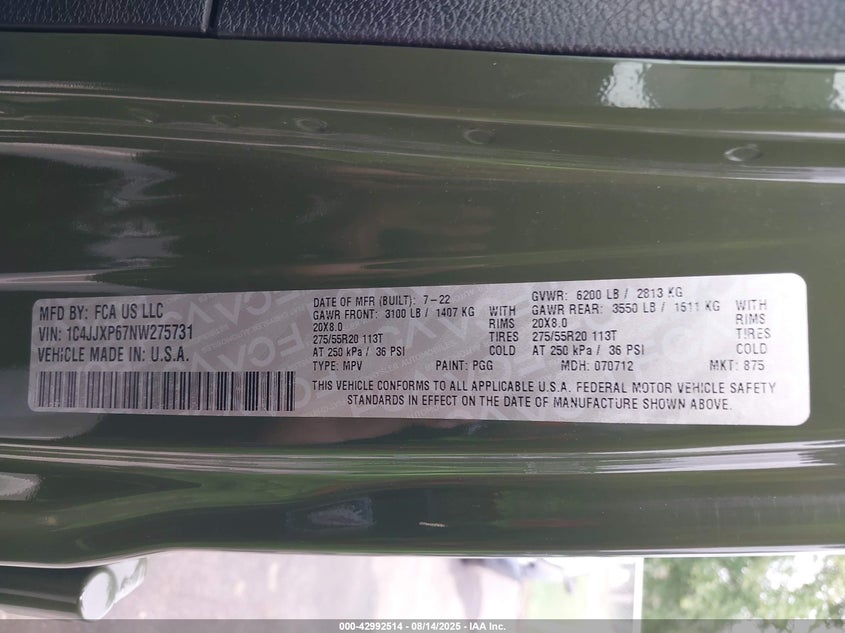 MFD BY: FCA US LLC
VIN: 1C4JJXP67NW275731
VEHICLE MADE IN: U.S.A.
DATE OF MFR (BUILT): 7-22
GAWR FRONT: 3100 LB / 1407 KG WITH
20X8.0 RIMS
275/55R20 113T TIRES
AT 250 kPa / 36 PSI COLD
TYPE: MPV PAINT: PGG
GVWR: 6200 LB / 2813 KG
GAWR REAR: 3550 LB / 1511 KG WITH
20X8.0 RIMS
275/55R20 113T TIRES
AT 250 kPa / 36 PSI COLD
MDH: 070712 MKT: 875
THIS VEHICLE CONFORMS TO ALL APPLICABLE U.S.A. FEDERAL MOTOR VEHICLE SAFETY
STANDARDS IN EFFECT ON THE DATE OF MANUFACTURE SHOWN ABOVE.
000-42992514 - 08/14/2025 - IAA Inc.